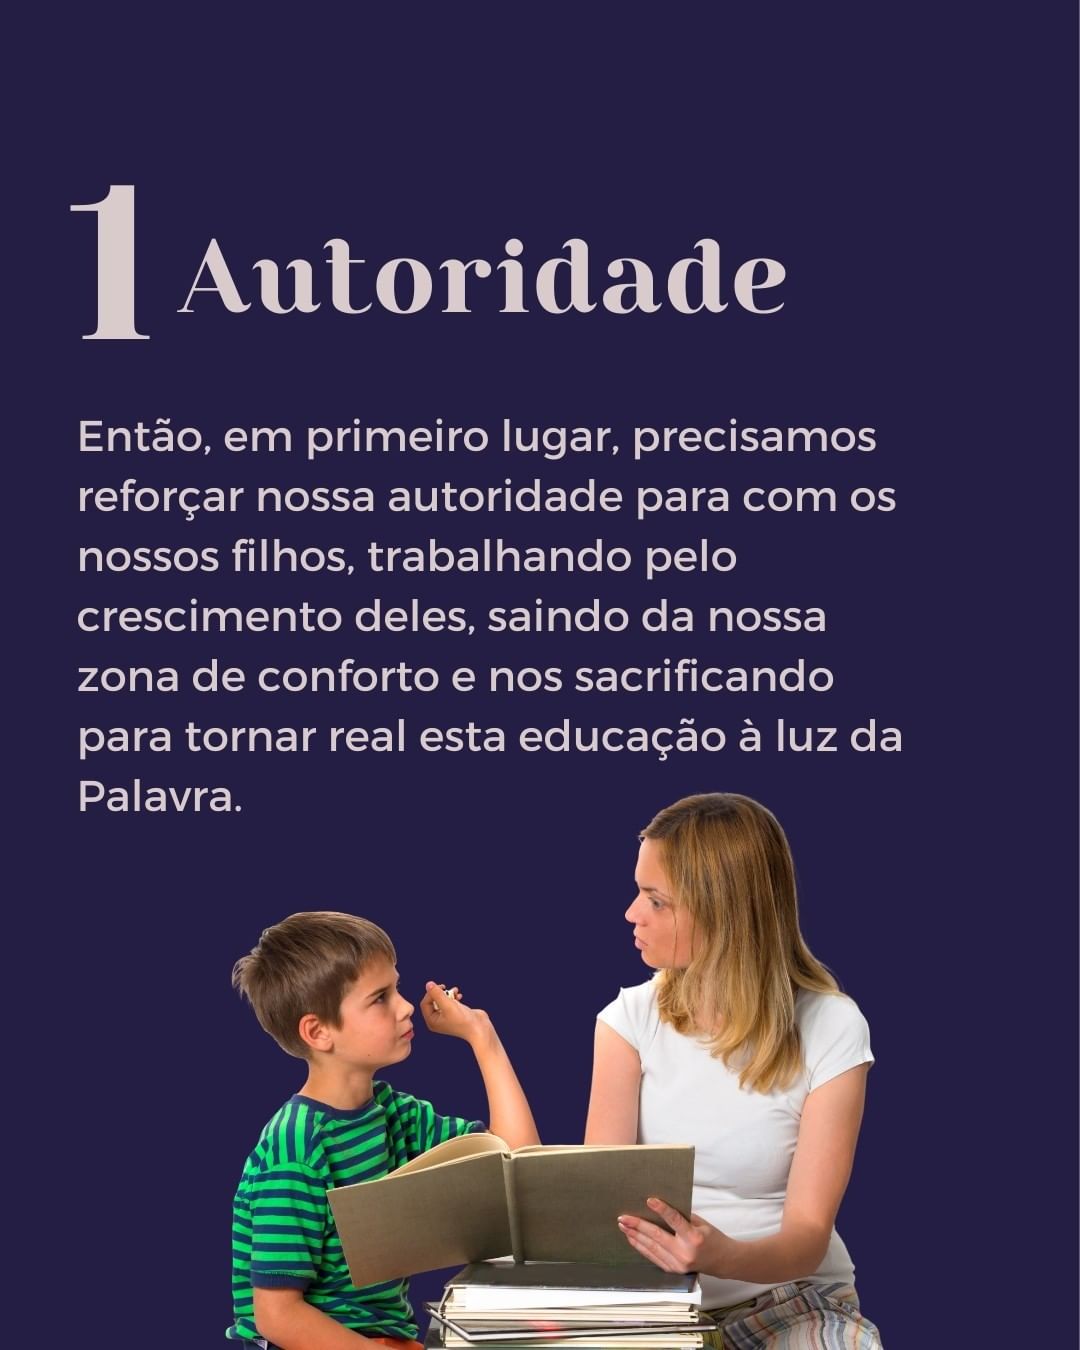 1 Autoridade
Então, em primeiro lugar, precisamos
reforçar nossa autoridade para com os
nossos filhos, trabalhando pelo
crescimento deles, saindo da nossa
zona de conforto e nos sacrificando
para tornar real esta educação à luz da
Palavra.